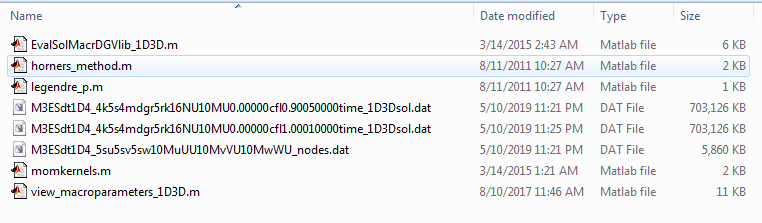 Name Date modified Type Size
EvalSolMacrDGVlib_1D3D.m 3/14/2015 2:43 AM Matlab file 6 KB
horners_method.m 8/11/2011 10:27 AM Matlab file 2 KB
legendre_p.m 8/11/2011 10:27 AM Matlab file 1 KB
M3ESdt1D4_4k5s4mdgr5rk16NU10MU0.00000cfl0.90050000time_1D3Dsol.dat 5/10/2019 11:21 PM DAT File 703,126 KB
M3ESdt1D4_4k5s4mdgr5rk16NU10MU0.00000cfl1.00010000time_1D3Dsol.dat 5/10/2019 11:25 PM DAT File 703,126 KB
M3ESdt1D4_5su5sv5sw10MuUU10MvVU10MwWU_nodes.dat 5/10/2019 11:21 PM DAT File 5,860 KB
momkernels.m 3/14/2015 1:21 AM Matlab file 2 KB
view_macroparameters_1D3D.m 8/10/2017 11:46 AM Matlab file 11 KB